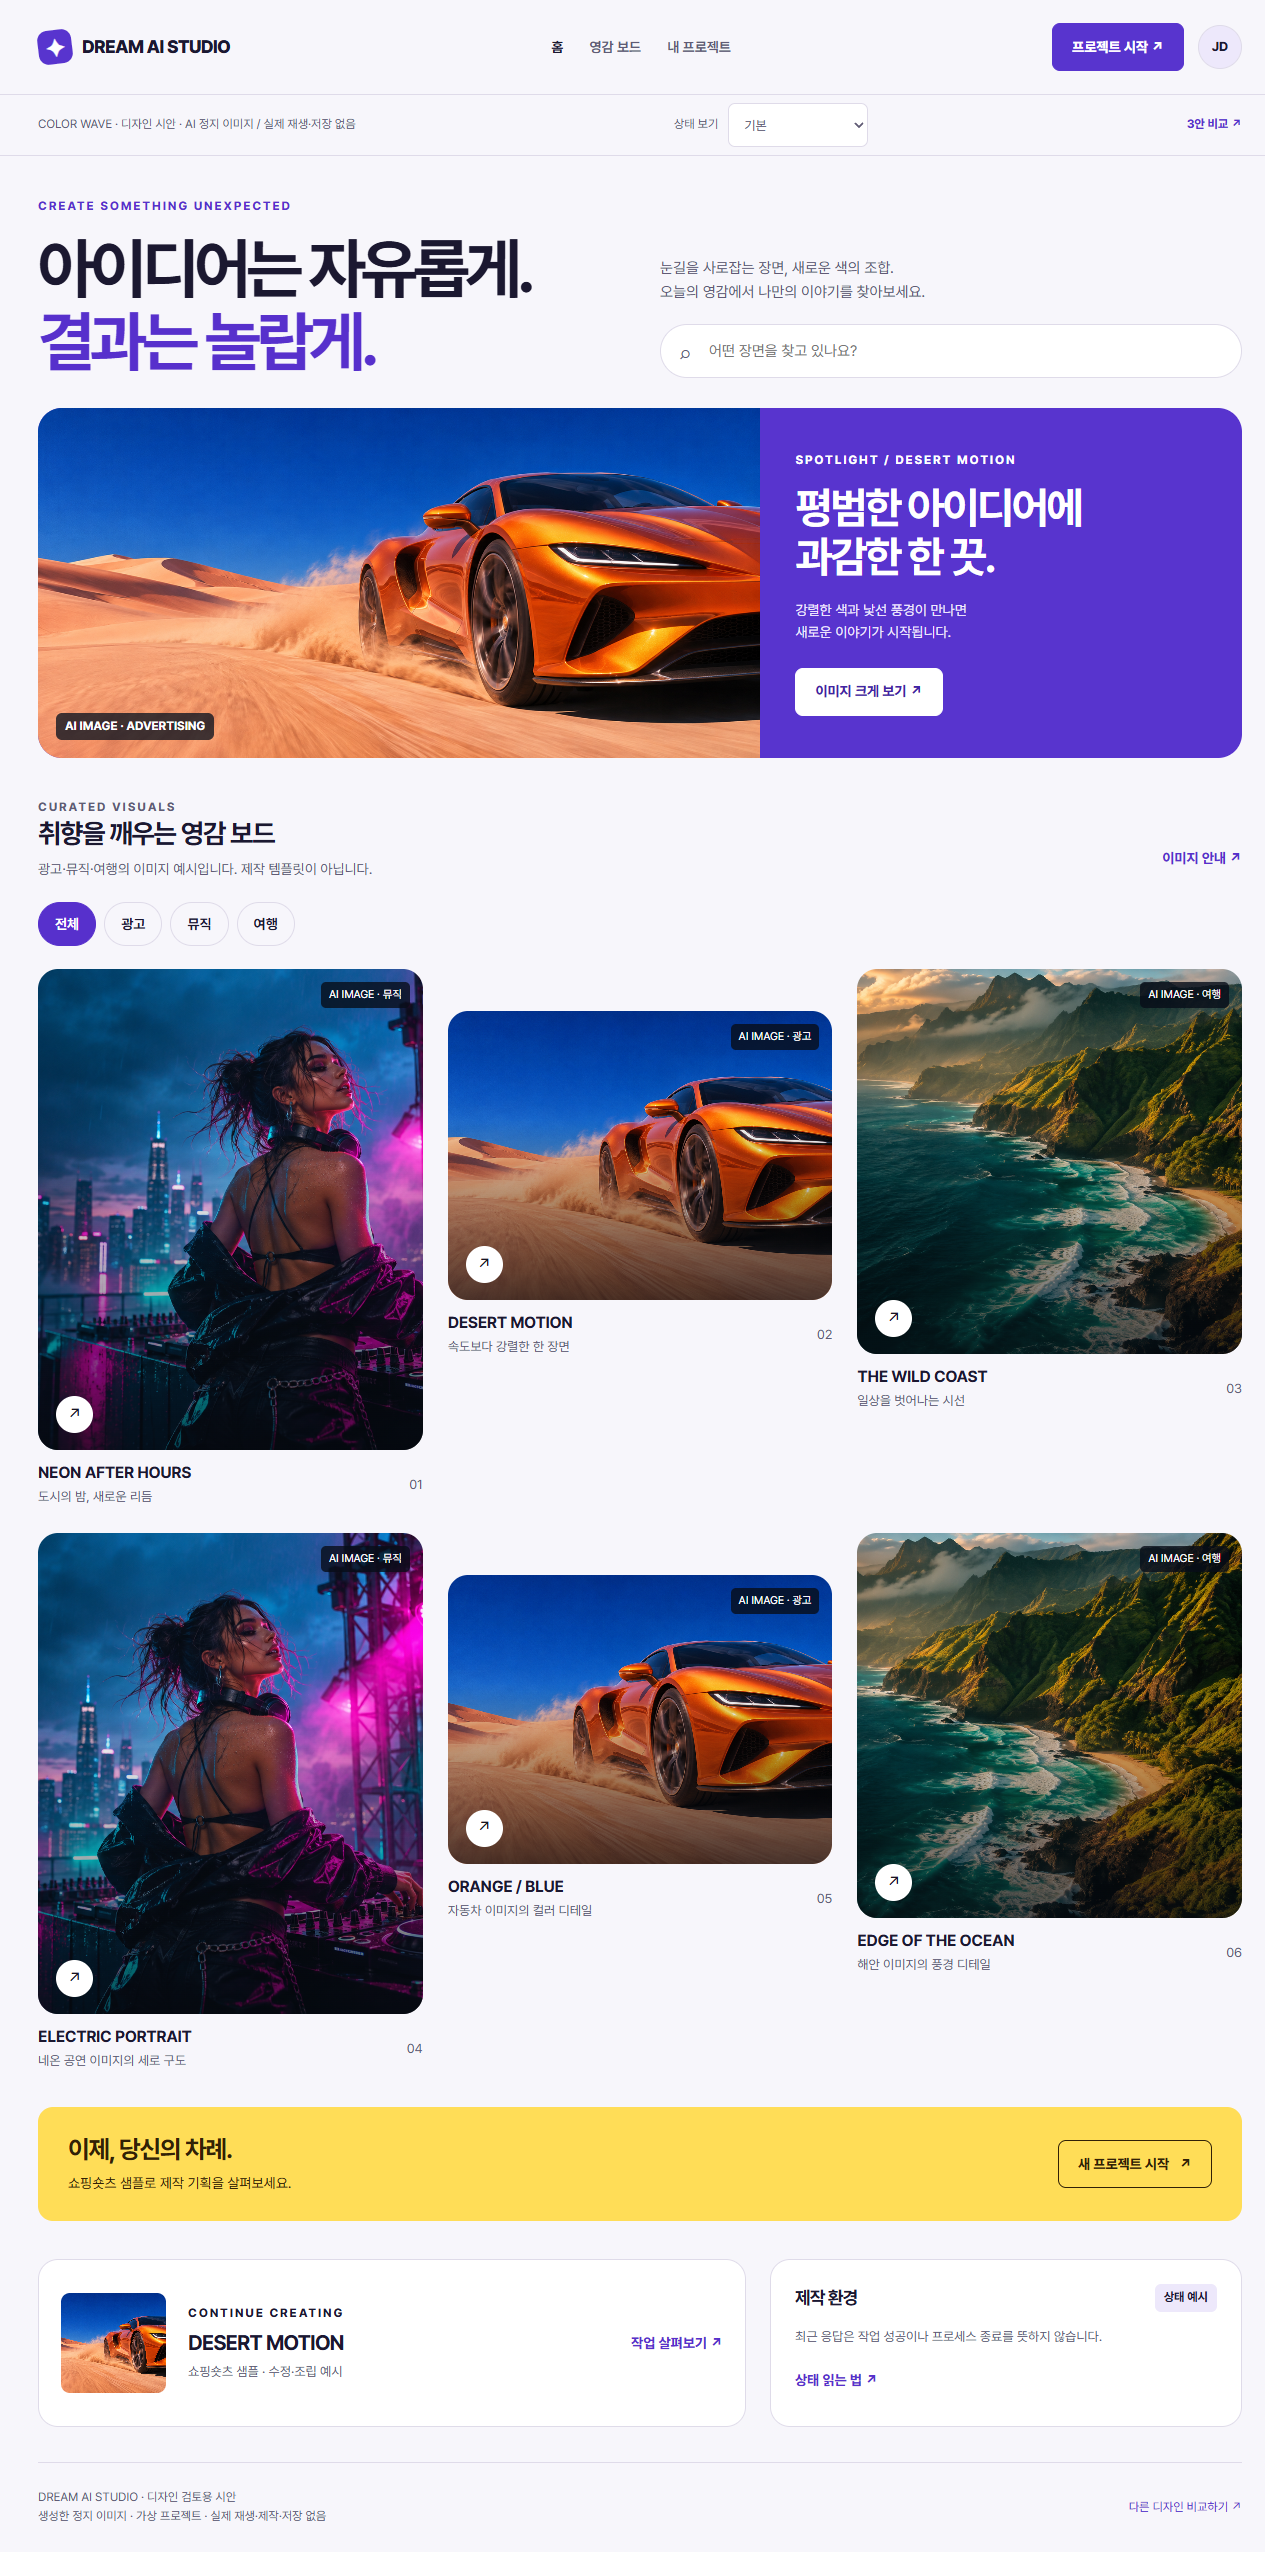 DREAM AI STUDIO
홈
영감 보드
내 프로젝트
프로젝트 시작 ↗
JD
COLOR WAVE · 디자인 시안 · AI 정지 이미지 / 실제 재생·저장 없음
상태 보기
기본
3안 비교 ↗
CREATE SOMETHING UNEXPECTED
아이디어는 자유롭게.
결과는 놀랍게.
눈길을 사로잡는 장면, 새로운 색의 조합.
오늘의 영감에서 나만의 이야기를 찾아보세요.
어떤 장면을 찾고 있나요?
AI IMAGE · ADVERTISING
SPOTLIGHT / DESERT MOTION
평범한 아이디어에
과감한 한 끗.
강렬한 색과 낯선 풍경이 만나면
새로운 이야기가 시작됩니다.
이미지 크게 보기 ↗
CURATED VISUALS
취향을 깨우는 영감 보드
광고·뮤직·여행의 이미지 예시입니다. 제작 템플릿이 아닙니다.
이미지 안내 ↗
전체
광고
뮤직
여행
AI IMAGE · 뮤직
↗
NEON AFTER HOURS
도시의 밤, 새로운 리듬
01
AI IMAGE · 광고
↗
DESERT MOTION
속도보다 강렬한 한 장면
02
AI IMAGE · 여행
↗
THE WILD COAST
일상을 벗어나는 시선
03
AI IMAGE · 뮤직
↗
ELECTRIC PORTRAIT
네온 공연 이미지의 세로 구도
04
AI IMAGE · 광고
↗
ORANGE / BLUE
자동차 이미지의 컬러 디테일
05
AI IMAGE · 여행
↗
EDGE OF THE OCEAN
해안 이미지의 풍경 디테일
06
이제, 당신의 차례.
쇼핑숏츠 샘플로 제작 기획을 살펴보세요.
새 프로젝트 시작 ↗
CONTINUE CREATING
DESERT MOTION
쇼핑숏츠 샘플 · 수정·조립 예시
작업 살펴보기 ↗
제작 환경
상태 예시
최근 응답은 작업 성공이나 프로세스 종료를 뜻하지 않습니다.
상태 읽는 법 ↗
DREAM AI STUDIO · 디자인 검토용 시안
생성한 정지 이미지 · 가상 프로젝트 · 실제 재생·제작·저장 없음
다른 디자인 비교하기 ↗